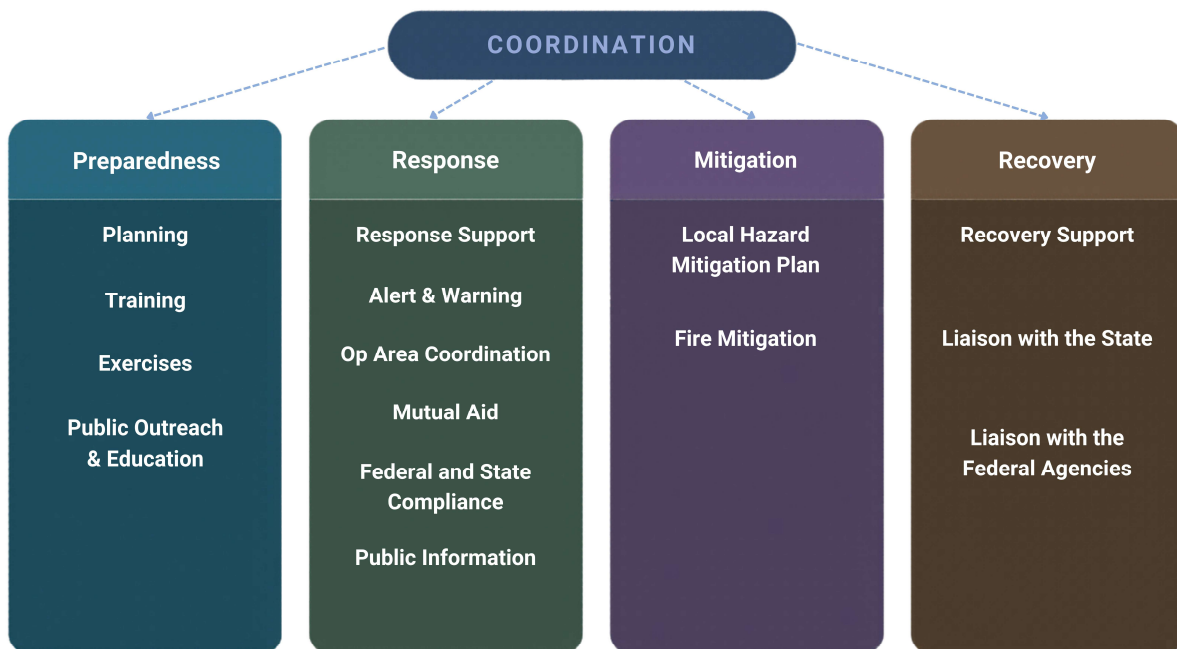 COORDINATION
Preparedness
Planning
Training
Exercises
Public Outreach
& Education
Response
Response Support
Alert & Warning
Op Area Coordination
Mutual Aid
Federal and State
Compliance
Public Information
Mitigation
Local Hazard
Mitigation Plan
Fire Mitigation
Recovery
Recovery Support
Liaison with the State
Liaison with the
Federal Agencies